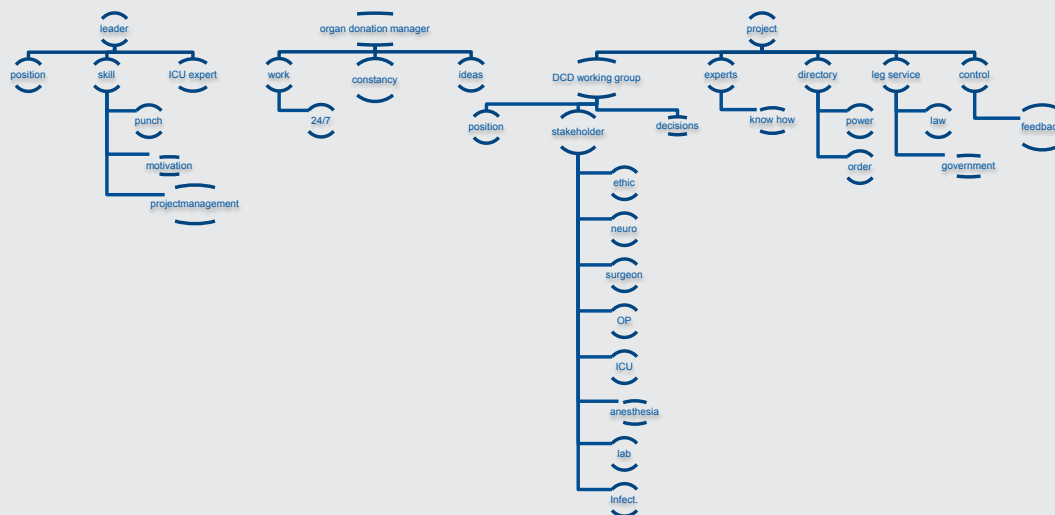 leader
organ donation manager
project
position
skill
ICU expert
work
constancy
ideas
DCD working group
experts
directory
leg service
control
punch
motivation
projectmanagement
24/7
position
stakeholder
decisions
know how
power
order
law
government
feedback
ethic
neuro
surgeon
OP
ICU
anesthesia
lab
Infect.